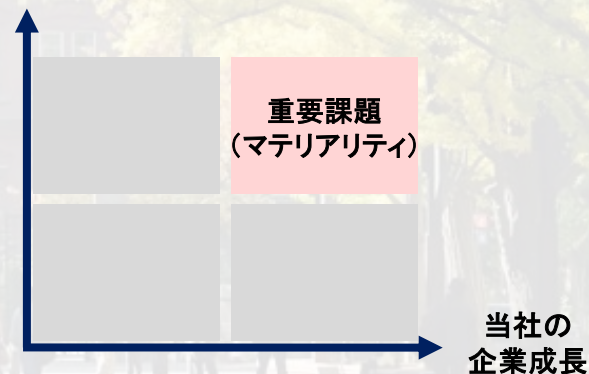 重要課題
（マテリアリティ）
当社の
企業成長